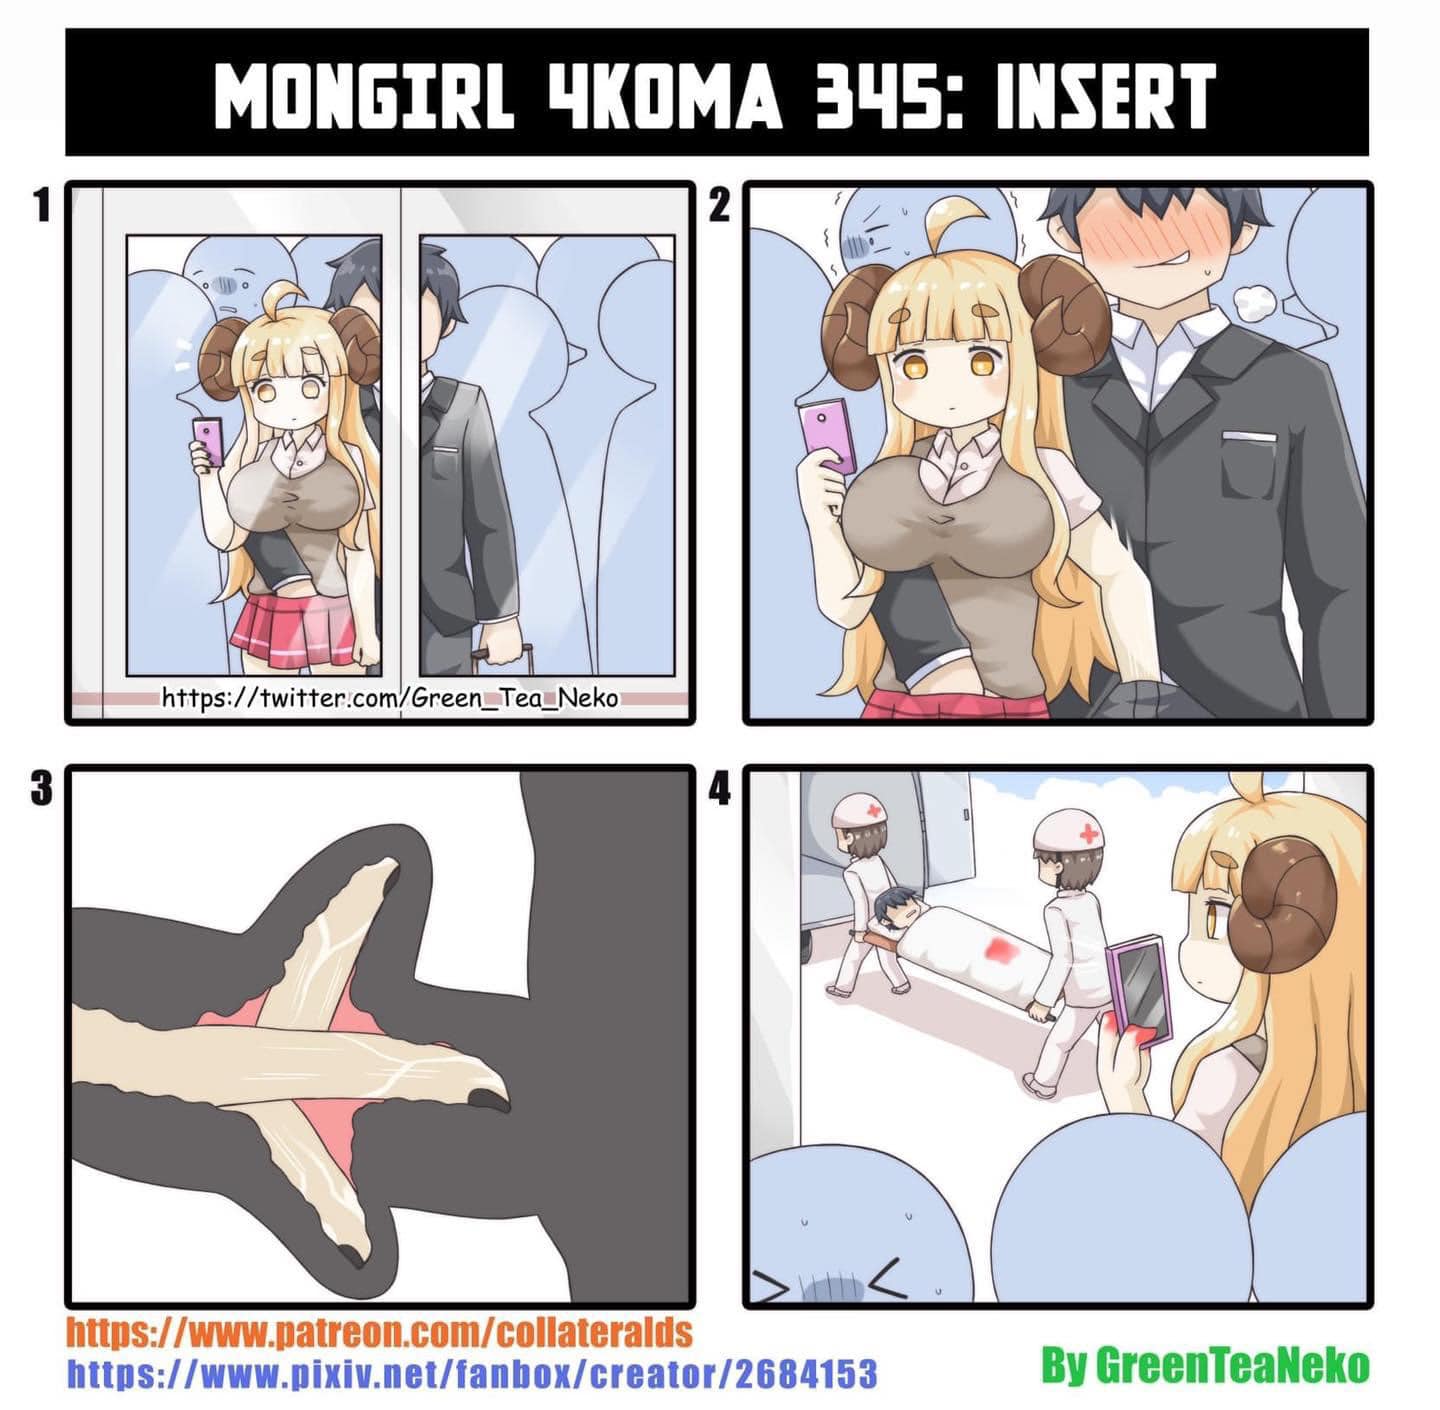 MONGIRL 4KOMA 345: INSERT
1
2
https://twitter.com/Green_Tea_Neko
3
4
https://www.patreon.com/collateralds
https://www.pixiv.net/fanbox/creator/2684153
By GreenTeaNeko